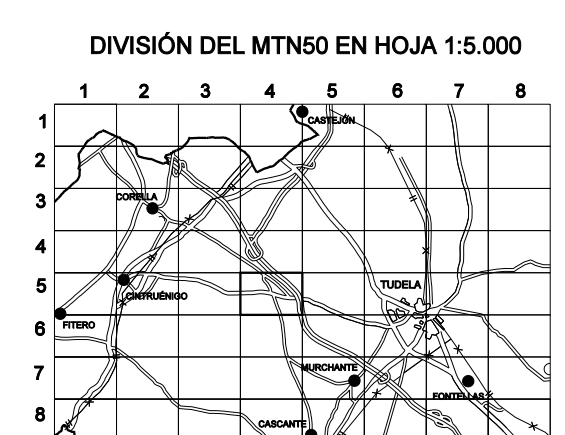 DIVISIÓN DEL MTN50 EN HOJA 1:5.000
1 2 3 4 5 6 7 8
1
CASTEJÓN
2
3
CORELLA
4
5
TUDELA
CINTRUÉNIGO
6
FITERO
7
MURCHANTE
FONTELLAS
8
CASCANTE